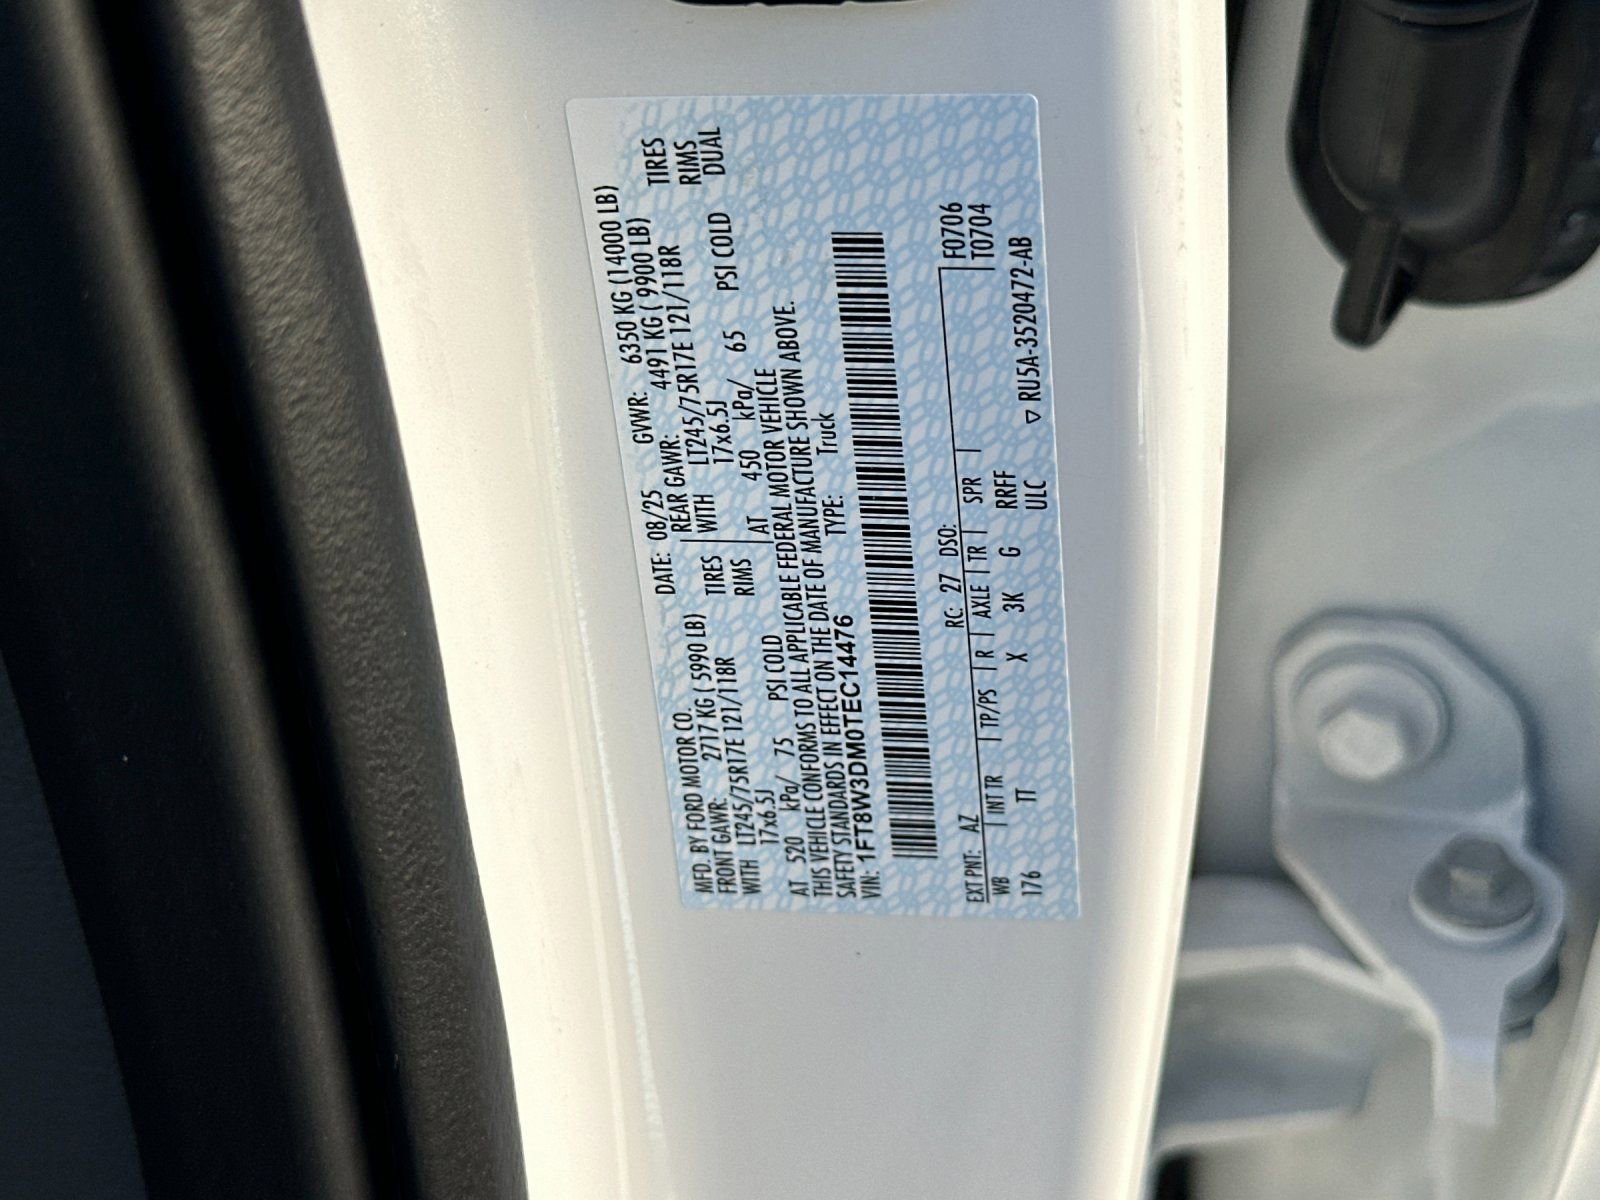 MFD. BY FORD MOTOR CO. DATE: 08/25 GVWR: 6350 KG (14000 LB)
FRONT GAWR: 2717 KG ( 5990 LB) REAR GAWR: 4491 KG ( 9900 LB)
WITH LT245/75R17E 121/118R TIRES WITH LT245/75R17E 121/118R TIRES
17x6.5J RIMS 17x6.5J RIMS
AT 520 kPa/ 75 PSI COLD AT 450 kPa/ 65 PSI COLD DUAL
THIS VEHICLE CONFORMS TO ALL APPLICABLE FEDERAL MOTOR VEHICLE
SAFETY STANDARDS IN EFFECT ON THE DATE OF MANUFACTURE SHOWN ABOVE.
VIN: 1FT8W3DM0TEC14476 TYPE: Truck
EXT PNT: AZ RC: 27 DSO: F0706
WB INT TR TP/PS R AXLE TR SPR T0704
176 TT X 3K G RRFF
ULC ▽ RU5A-3520472-AB